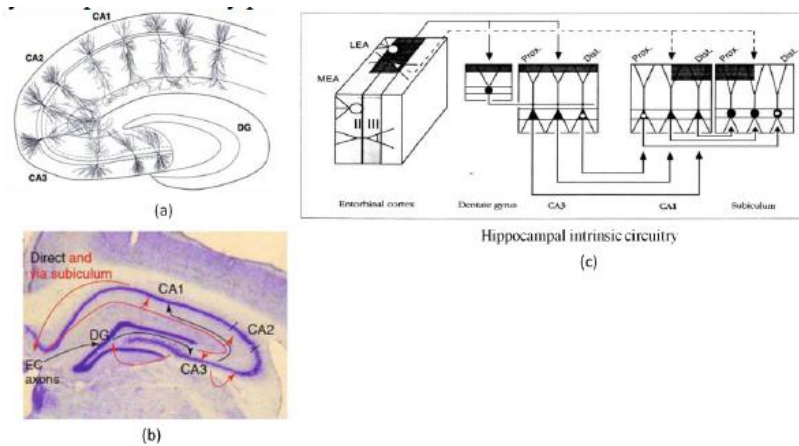 CA1
CA2
CA3
DG
(a)
LEA
MEA
II
III
Prox.
Dist.
Prox.
Dist.
Prox.
Dist.
Entorhinal cortex
Dentate gyrus
CA3
CA1
Subiculum
Hippocampal intrinsic circuitry
(c)
Direct and
via subiculum
CA1
DG
CA2
EC
axons
CA3
(b)